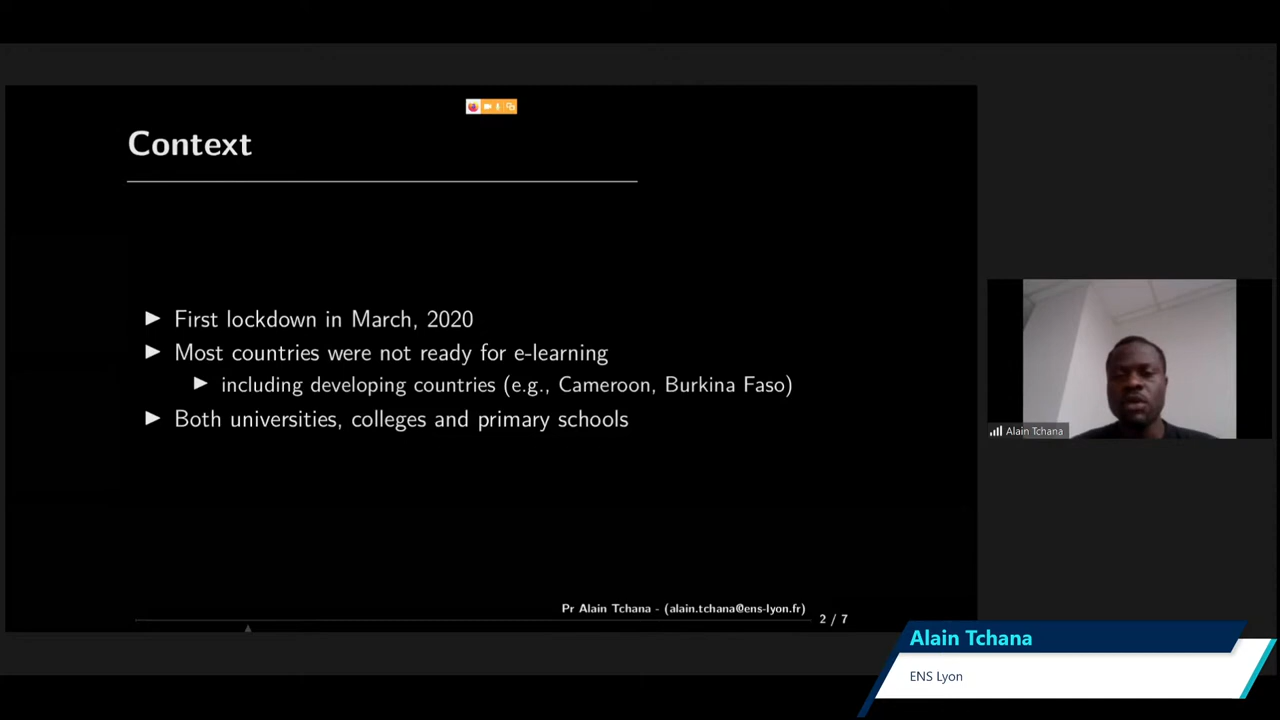 Context
▶ First lockdown in March, 2020
▶ Most countries were not ready for e-learning
▶ including developing countries (e.g., Cameroon, Burkina Faso)
▶ Both universities, colleges and primary schools
Pr Alain Tchana - (alain.tchana@ens-lyon.fr)
2 / 7
Alain Tchana
Alain Tchana
ENS Lyon